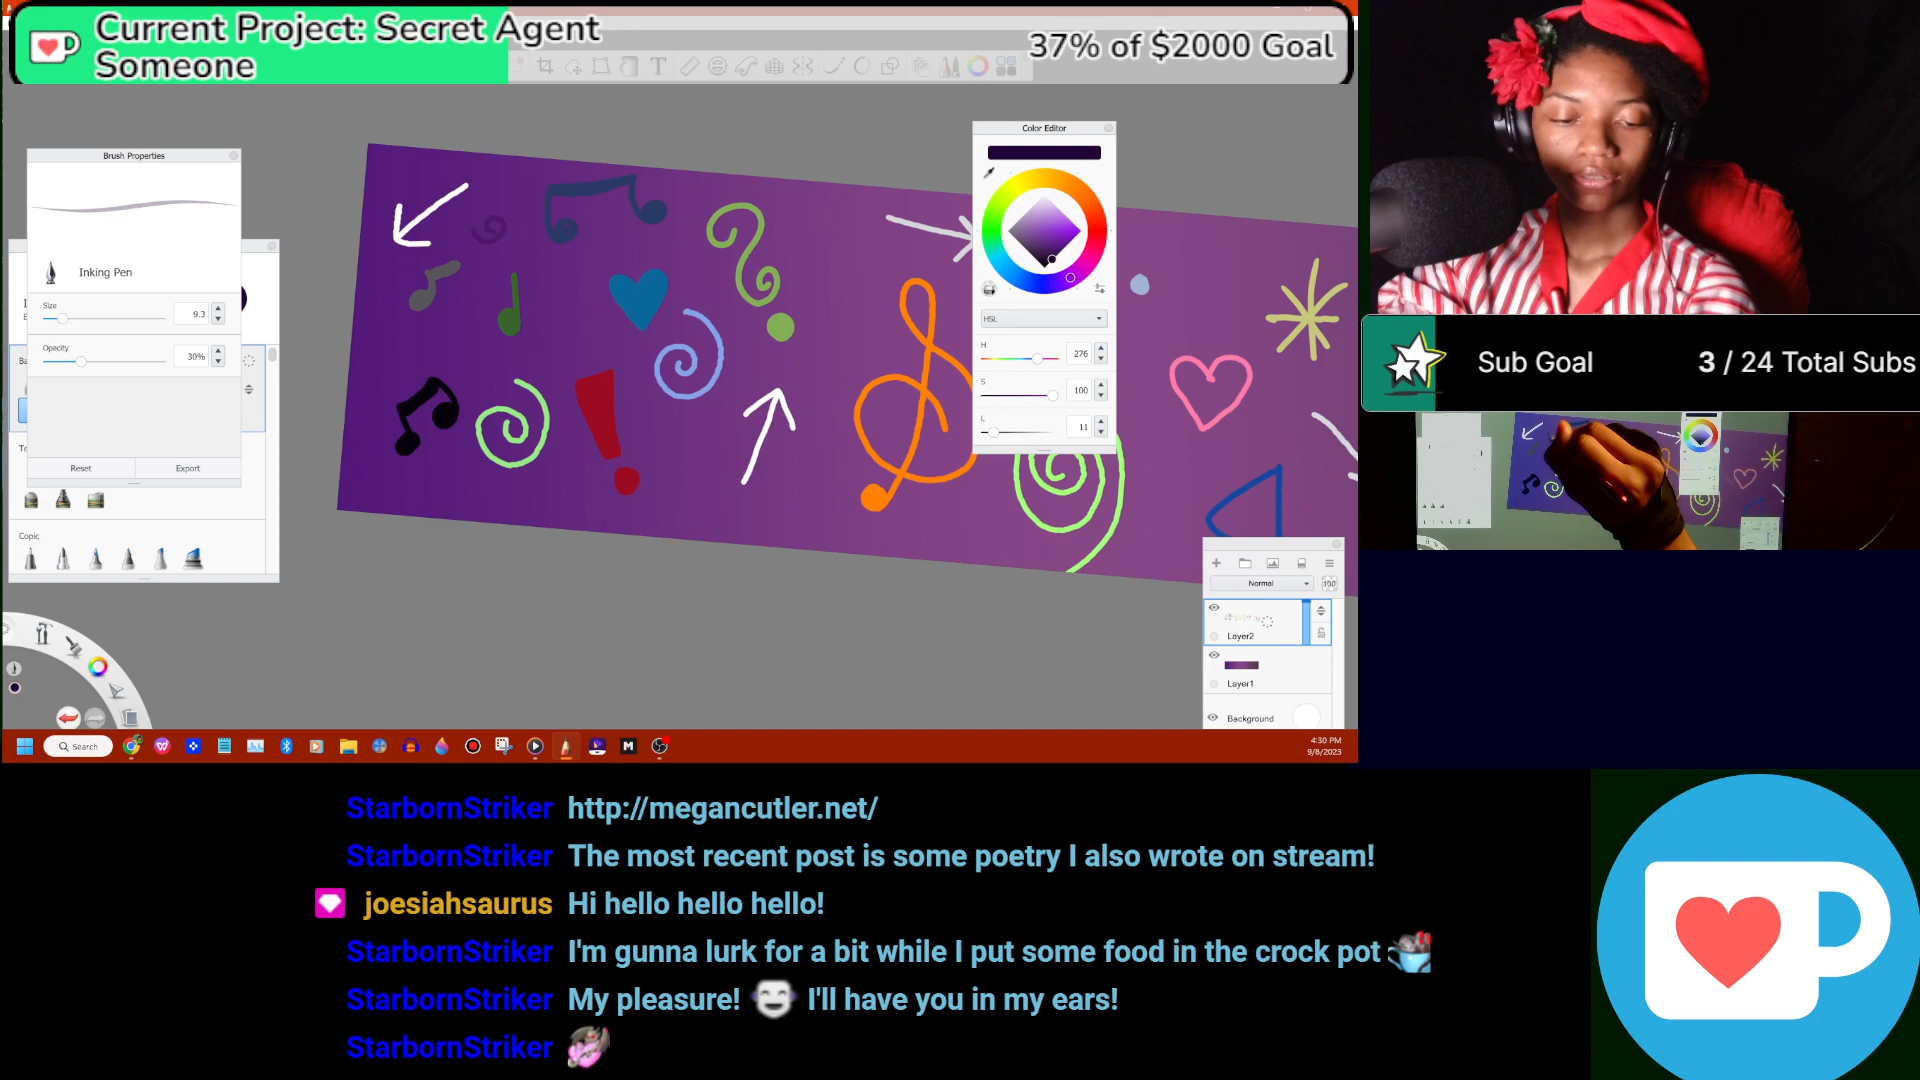 Current Project: Secret Agent
Someone
37% of $2000 Goal
Brush Properties
Inking Pen
Size
9.3
Opacity
30%
Reset
Export
Copic
Color Editor
HSL
H
276
S
100
L
11
Normal
100
Layer2
Layer1
Background
Search
4:30 PM
9/8/2023
Sub Goal
3 / 24 Total Subs
StarbornStriker http://megancutler.net/
StarbornStriker The most recent post is some poetry I also wrote on stream!
joesiahsaurus Hi hello hello hello!
StarbornStriker I'm gunna lurk for a bit while I put some food in the crock pot
StarbornStriker My pleasure! I'll have you in my ears!
StarbornStriker